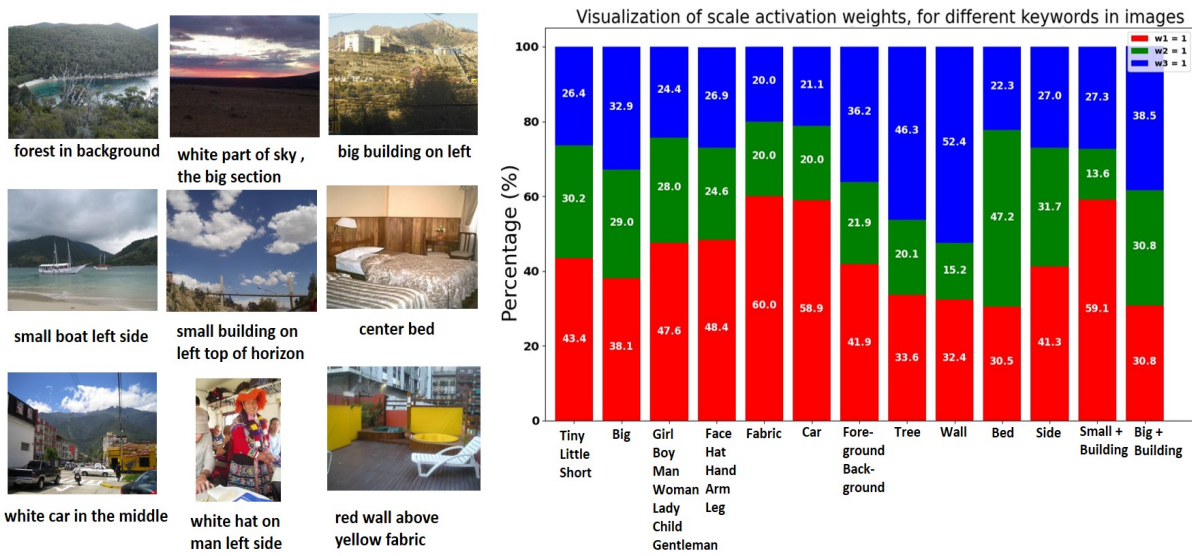 forest in background
white part of sky ,
the big section
big building on left
small boat left side
small building on
left top of horizon
center bed
white car in the middle
white hat on
man left side
red wall above
yellow fabric
Visualization of scale activation weights, for different keywords in images
w1 = 1
w2 = 1
w3 = 1
Percentage (%)
100
80
60
40
20
0
26.4
30.2
43.4
32.9
29.0
38.1
24.4
28.0
47.6
26.9
24.6
48.4
20.0
20.0
60.0
21.1
20.0
58.9
36.2
21.9
41.9
46.3
20.1
33.6
52.4
15.2
32.4
22.3
47.2
30.5
27.0
31.7
41.3
27.3
13.6
59.1
38.5
30.8
30.8
Tiny
Little
Short
Big
Girl
Boy
Man
Woman
Lady
Child
Gentleman
Face
Hat
Hand
Arm
Leg
Fabric
Car
Fore-
ground
Back-
ground
Tree
Wall
Bed
Side
Small +
Building
Big +
Building